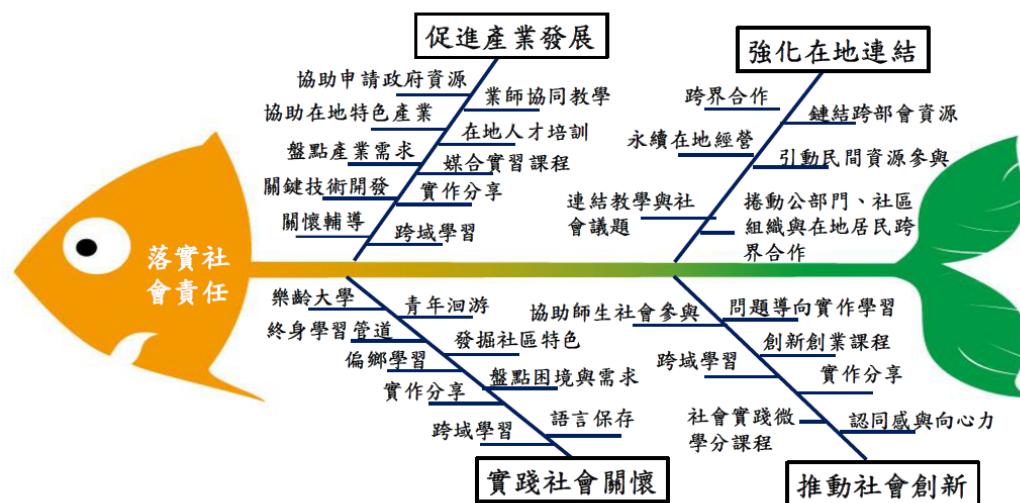 促進產業發展
強化在地連結
協助申請政府資源
業師協同教學
協助在地特色產業
在地人才培訓
盤點產業需求
媒合實習課程
關鍵技術開發
實作分享
關懷輔導
跨域學習
跨界合作
鏈結跨部會資源
永續在地經營
引動民間資源參與
連結教學與社
會議題
捲動公部門、社區
組織與在地居民跨
界合作
落實社
會責任
樂齡大學
青年洄游
終身學習管道
發掘社區特色
偏鄉學習
盤點困境與需求
實作分享
語言保存
跨域學習
協助師生社會參與
問題導向實作學習
創新創業課程
跨域學習
實作分享
社會實踐微
學分課程
認同感與向心力
實踐社會關懷
推動社會創新